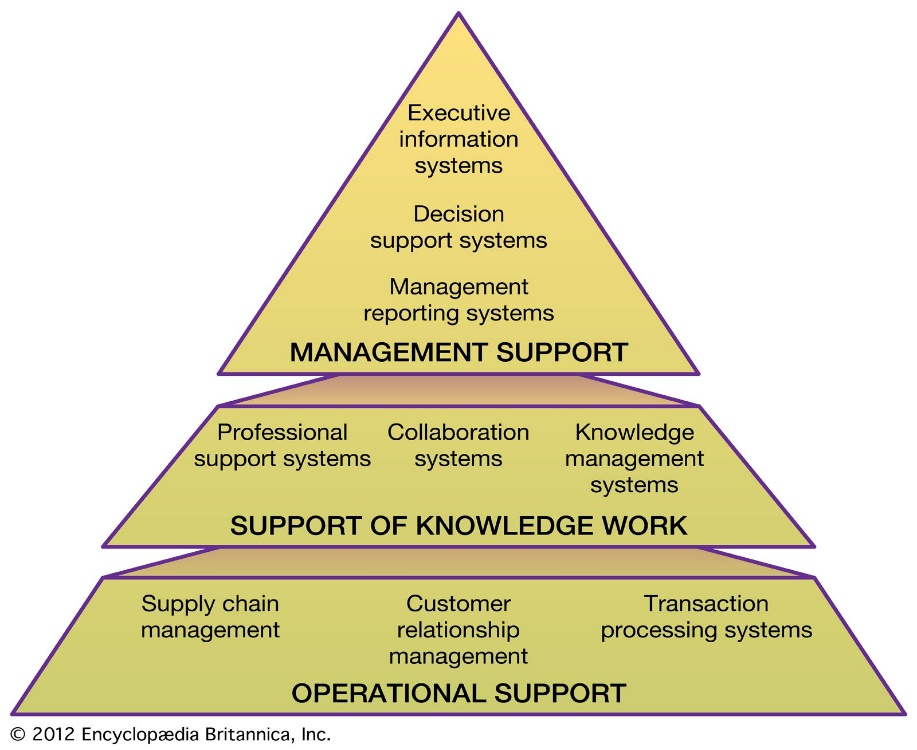 Executive
information
systems
Decision
support systems
Management
reporting systems
MANAGEMENT SUPPORT
Professional
support systems
Collaboration
systems
Knowledge
management
systems
SUPPORT OF KNOWLEDGE WORK
Supply chain
management
Customer
relationship
management
Transaction
processing systems
OPERATIONAL SUPPORT
© 2012 Encyclopædia Britannica, Inc.